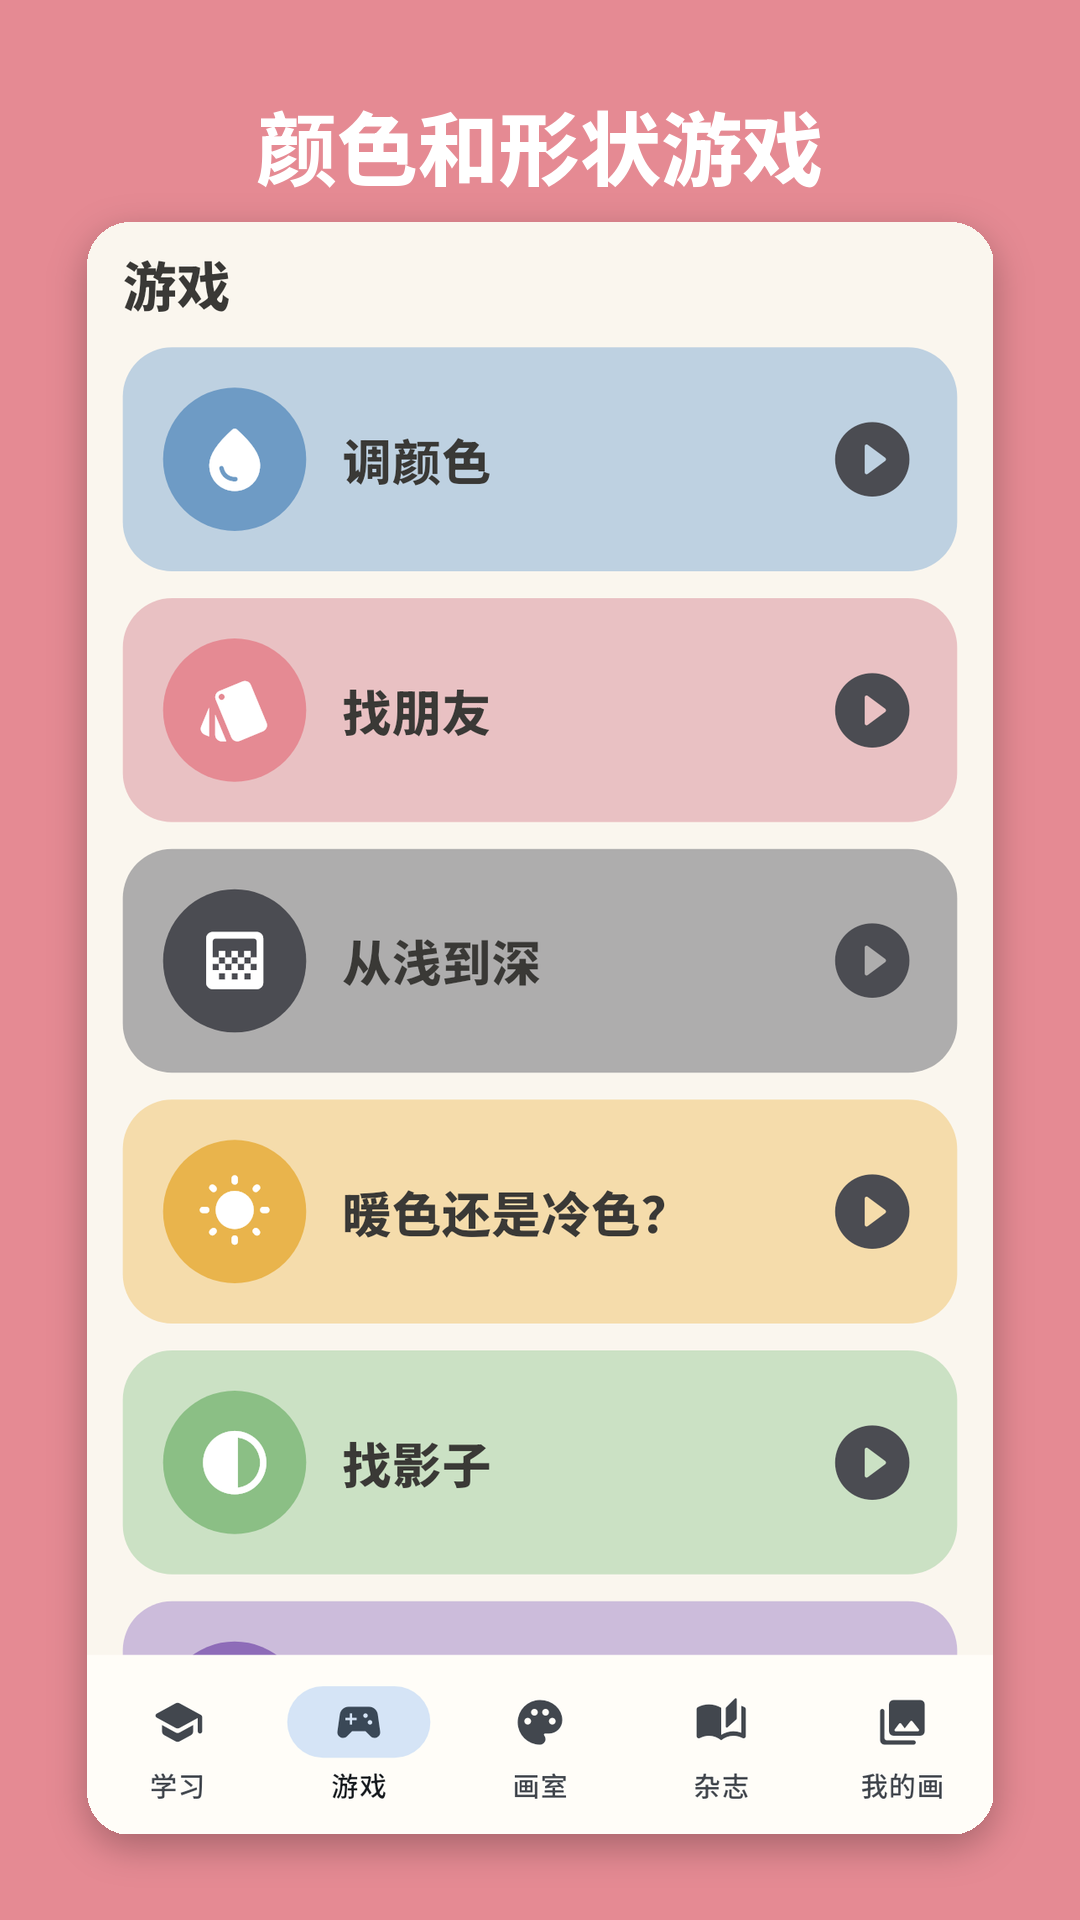 颜色和形状游戏
游戏
调颜色
找朋友
从浅到深
暖色还是冷色?
找影子
学习
游戏
画室
杂志
我的画